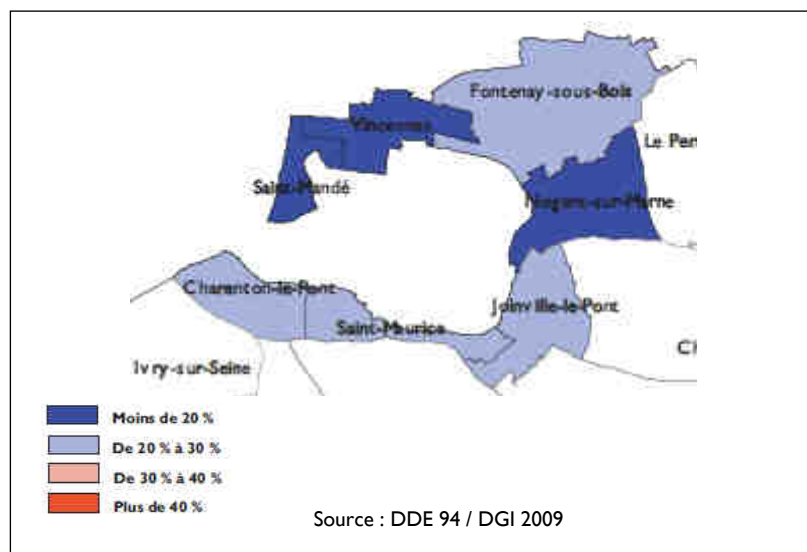 Fontenay-sous-Bois
Vincennes
Le Per
Saint-Mandé
Nogent-sur-Marne
Charenton-le-Pont
Joinville-le-Pont
Saint-Maurice
Ch
Ivry-sur-Seine
Moins de 20 %
De 20 % à 30 %
De 30 % à 40 %
Plus de 40 %
Source : DDE 94 / DGI 2009